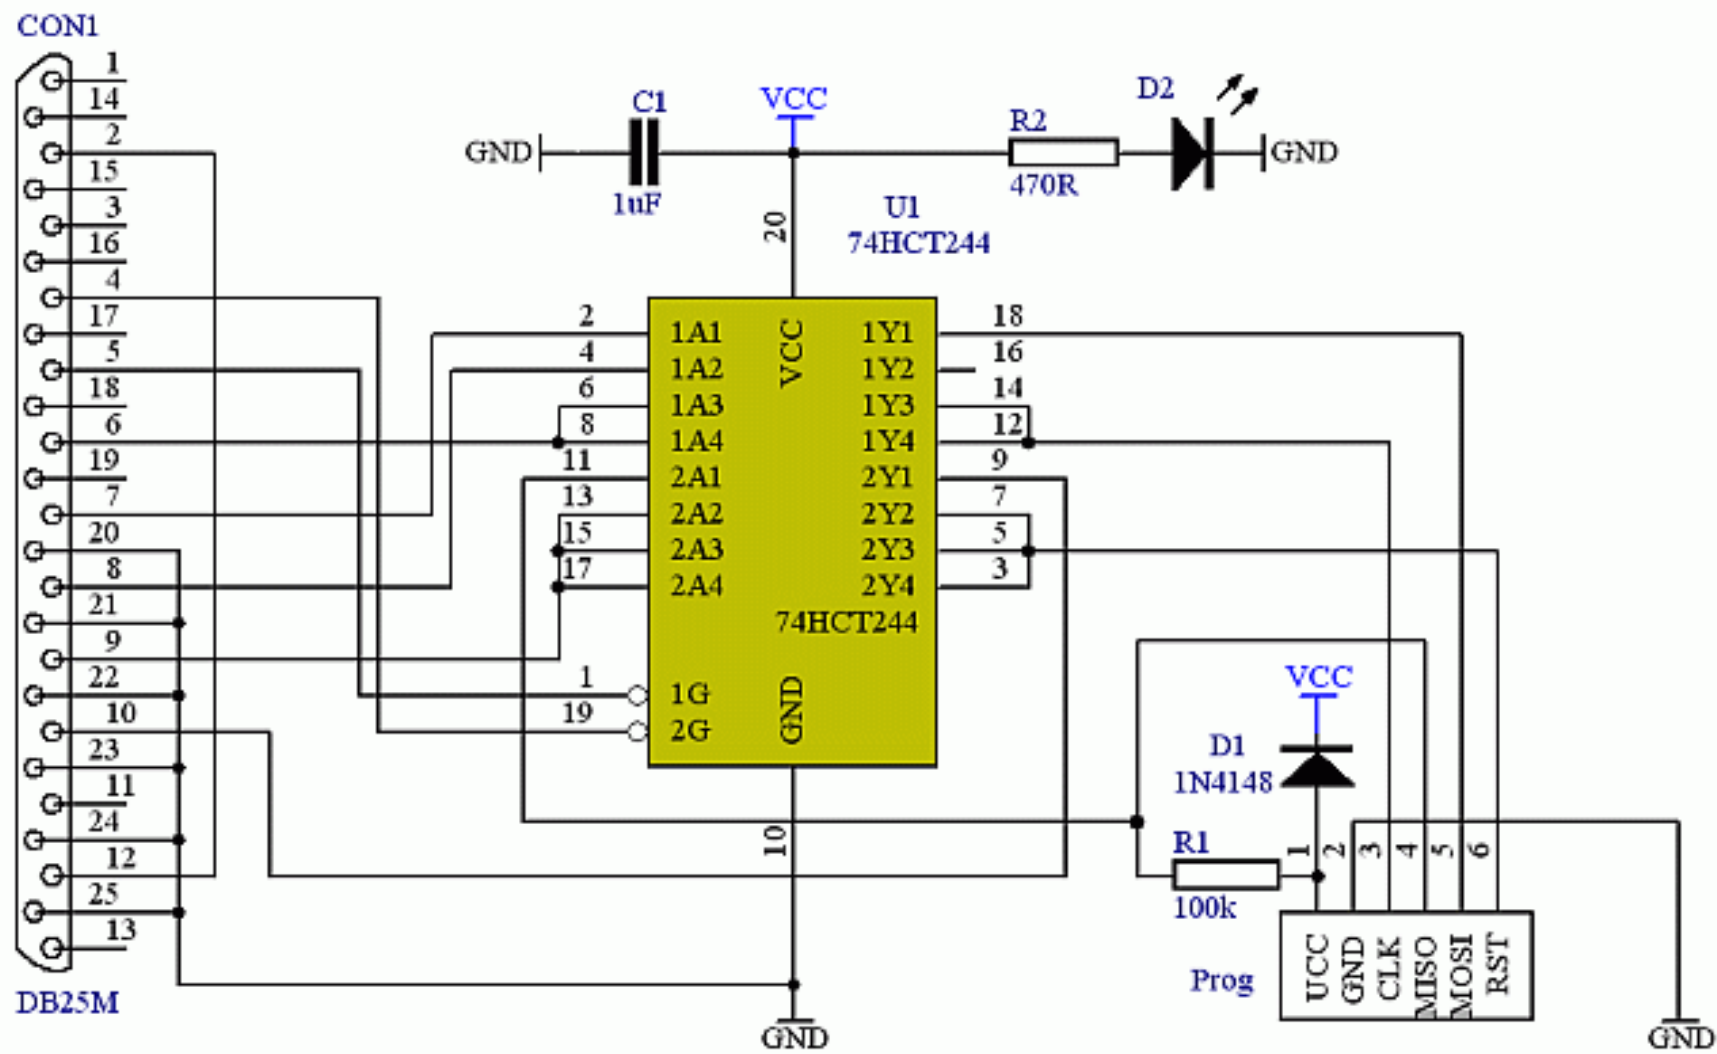 CON1
1
14
2
15
3
16
4
17
5
18
6
19
7
20
8
21
9
22
10
23
11
24
12
25
13
DB25M
GND
C1
1uF
VCC
R2
470R
D2
GND
20
U1
74HCT244
2 1A1 VCC 1Y1 18
4 1A2 1Y2 16
6 1A3 1Y3 14
8 1A4 1Y4 12
11 2A1 2Y1 9
13 2A2 2Y2 7
15 2A3 2Y3 5
17 2A4 2Y4 3
74HCT244
1 1G GND
19 2G
10
GND
VCC
D1
1N4148
R1
100k
1 2 3 4 5 6
UCC GND CLK MISO MOSI RST
Prog
GND